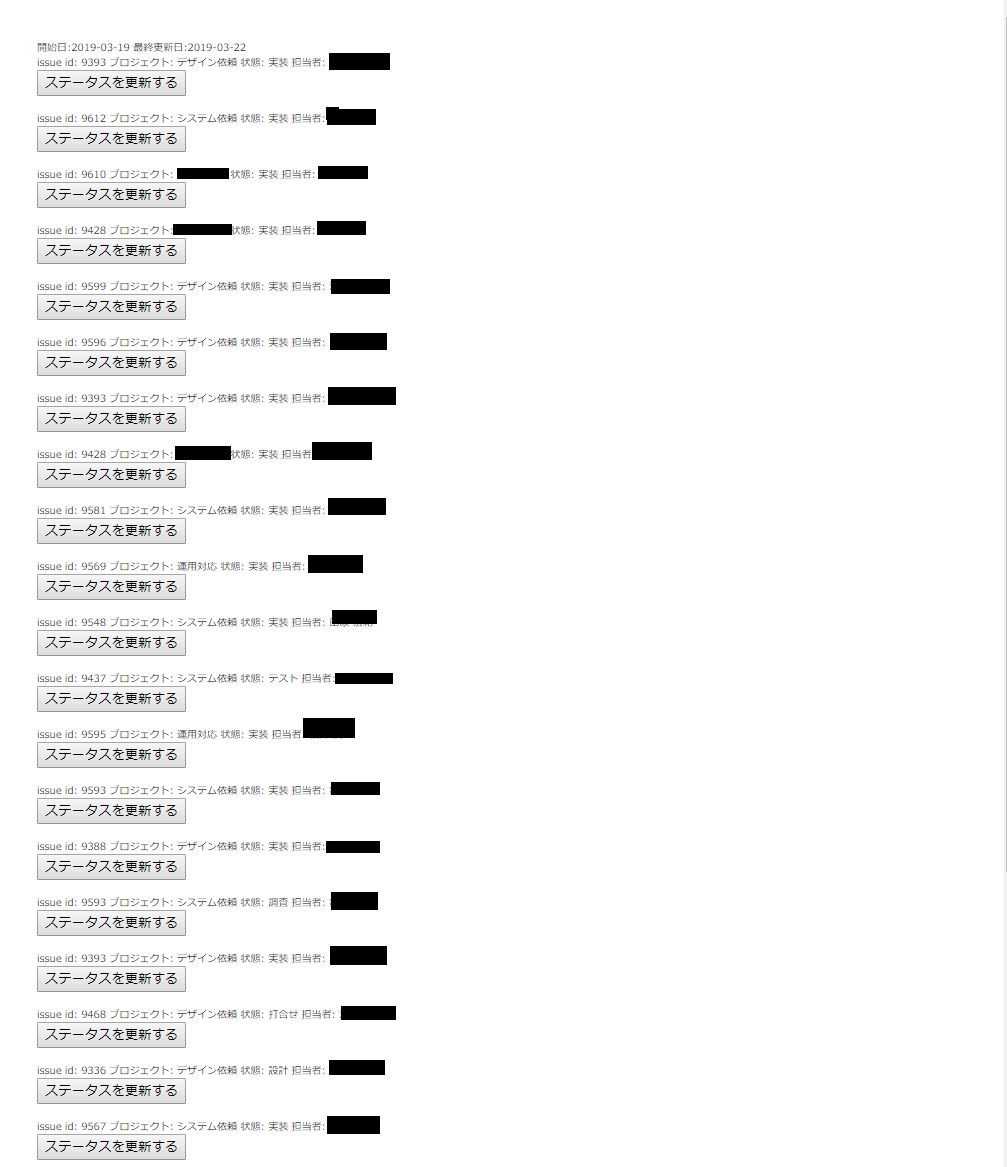 開始日:2019-03-19 最終更新日:2019-03-22
issue id: 9393 プロジェクト: デザイン依頼 状態: 実装 担当者:
ステータスを更新する
issue id: 9612 プロジェクト: システム依頼 状態: 実装 担当者:
ステータスを更新する
issue id: 9610 プロジェクト: 状態: 実装 担当者:
ステータスを更新する
issue id: 9428 プロジェクト: 状態: 実装 担当者:
ステータスを更新する
issue id: 9599 プロジェクト: デザイン依頼 状態: 実装 担当者:
ステータスを更新する
issue id: 9596 プロジェクト: デザイン依頼 状態: 実装 担当者:
ステータスを更新する
issue id: 9393 プロジェクト: デザイン依頼 状態: 実装 担当者:
ステータスを更新する
issue id: 9428 プロジェクト: 状態: 実装 担当者
ステータスを更新する
issue id: 9581 プロジェクト: システム依頼 状態: 実装 担当者:
ステータスを更新する
issue id: 9569 プロジェクト: 運用対応 状態: 実装 担当者:
ステータスを更新する
issue id: 9548 プロジェクト: システム依頼 状態: 実装 担当者:
ステータスを更新する
issue id: 9437 プロジェクト: システム依頼 状態: テスト 担当者:
ステータスを更新する
issue id: 9595 プロジェクト: 運用対応 状態: 実装 担当者
ステータスを更新する
issue id: 9593 プロジェクト: システム依頼 状態: 実装 担当者:
ステータスを更新する
issue id: 9388 プロジェクト: デザイン依頼 状態: 実装 担当者:
ステータスを更新する
issue id: 9593 プロジェクト: システム依頼 状態: 調査 担当者:
ステータスを更新する
issue id: 9393 プロジェクト: デザイン依頼 状態: 実装 担当者:
ステータスを更新する
issue id: 9468 プロジェクト: デザイン依頼 状態: 打合せ 担当者:
ステータスを更新する
issue id: 9336 プロジェクト: デザイン依頼 状態: 設計 担当者:
ステータスを更新する
issue id: 9567 プロジェクト: システム依頼 状態: 実装 担当者:
ステータスを更新する